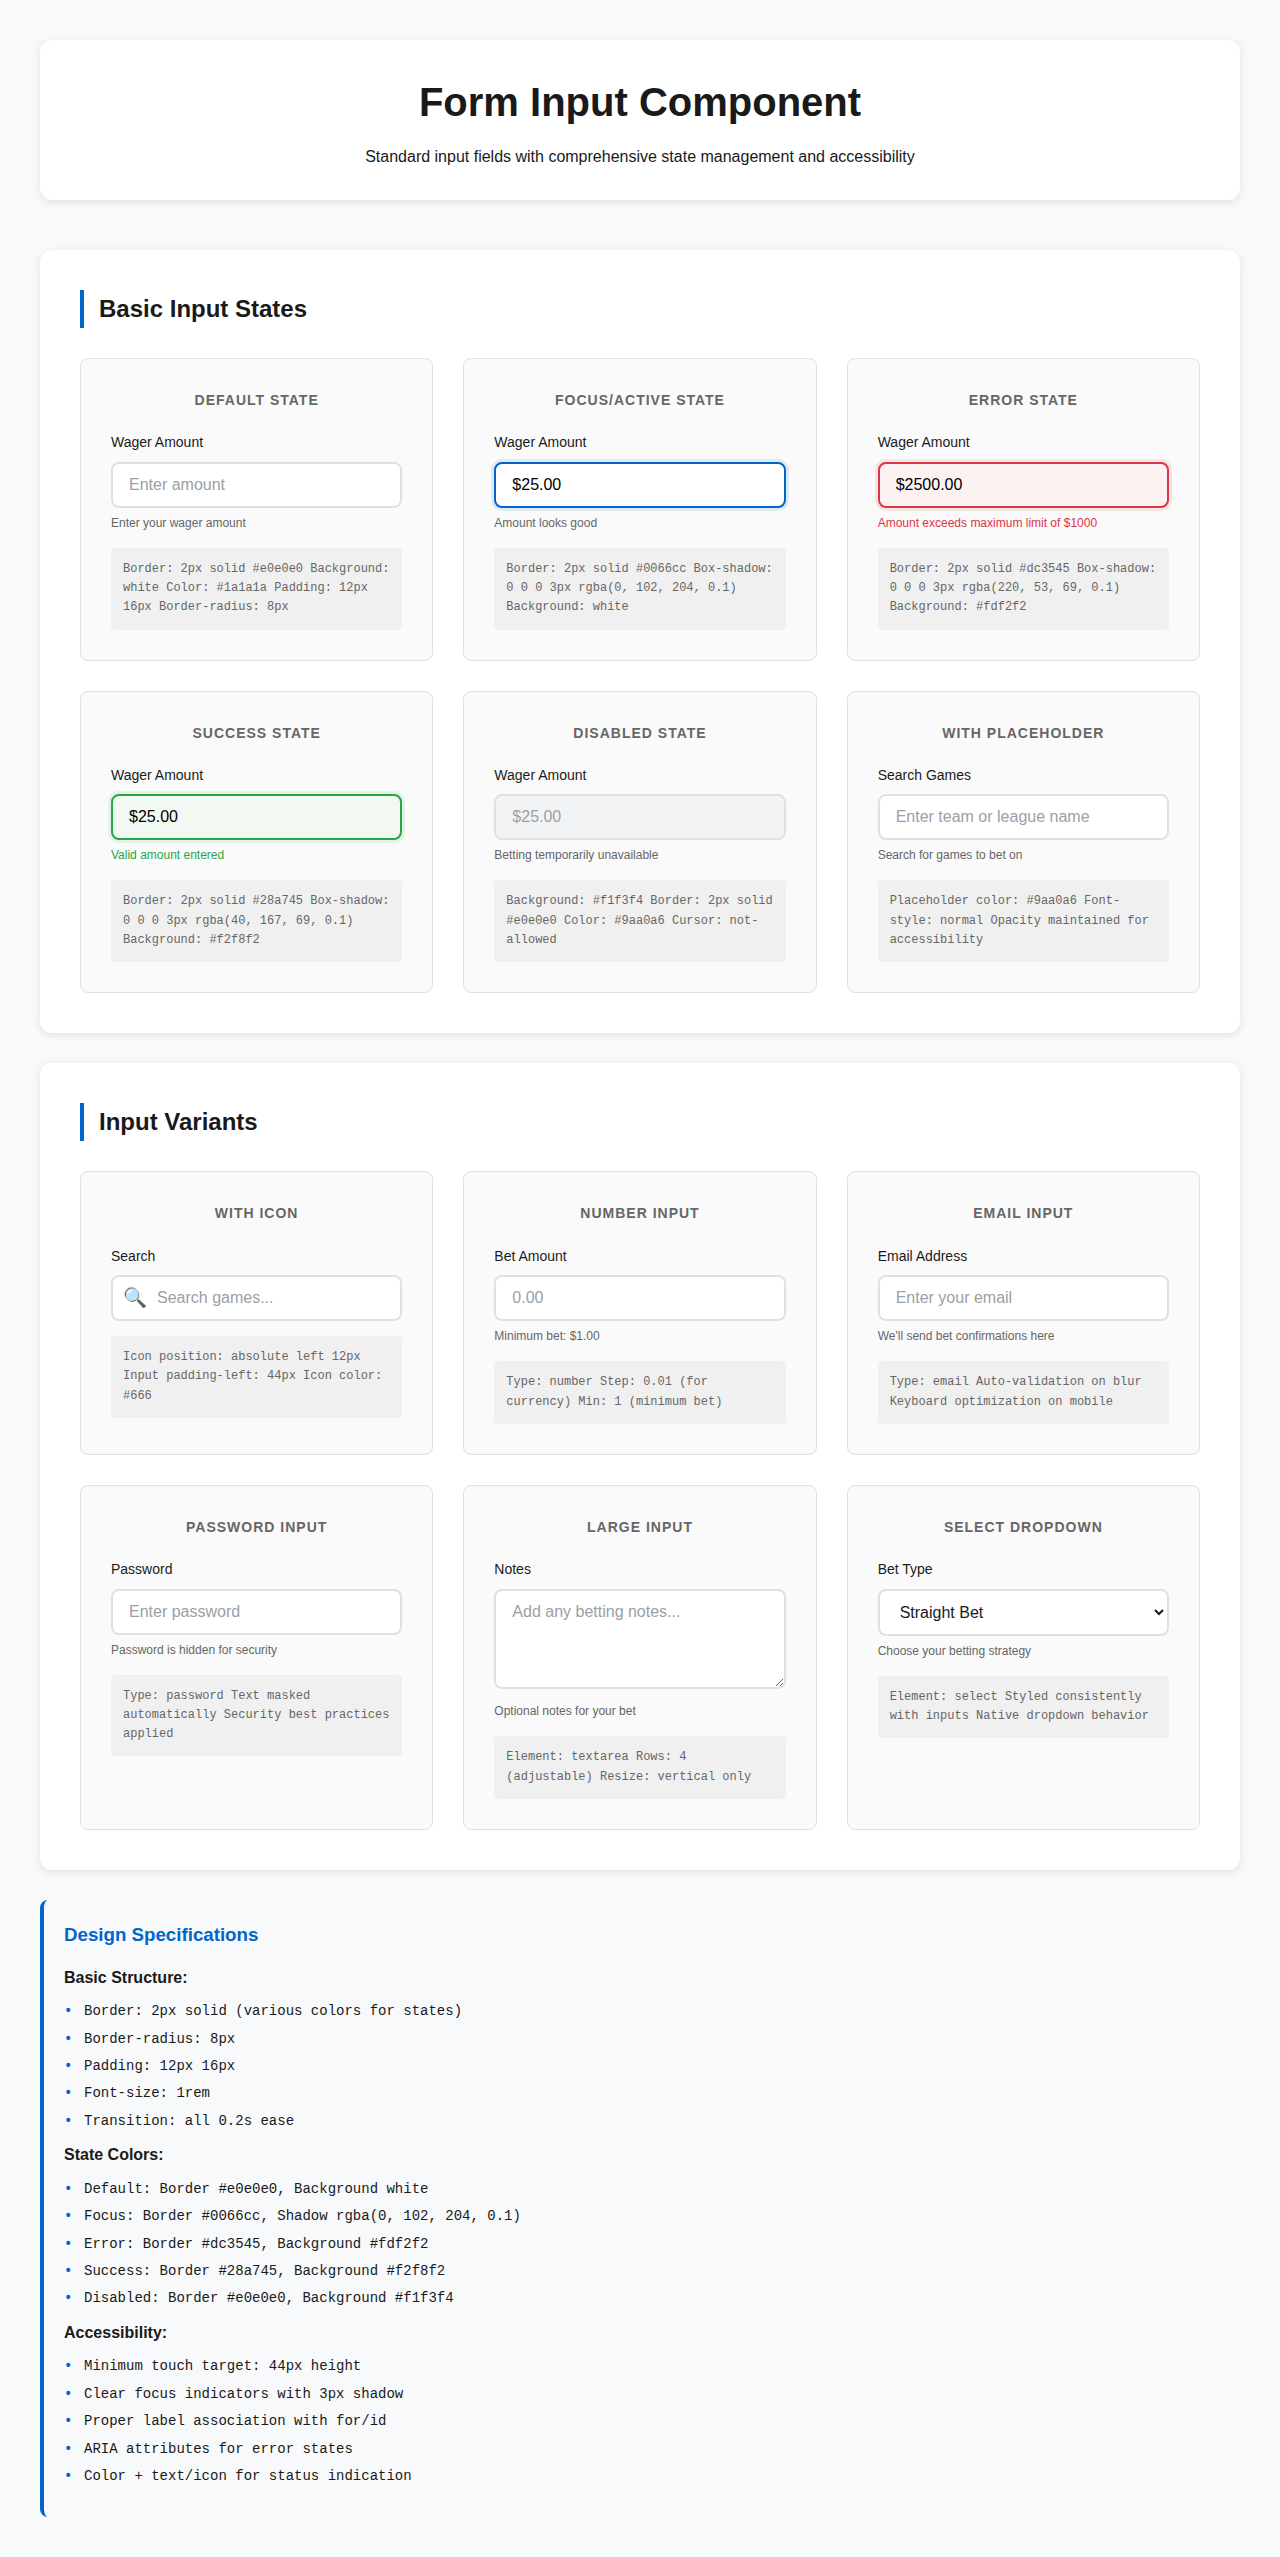 Form Input Component
Standard input fields with comprehensive state management and accessibility
Basic Input States
DEFAULT STATE
Wager Amount
Enter amount
Enter your wager amount
Border: 2px solid #e0e0e0 Background:
white Color: #1a1a1a Padding: 12px
16px Border-radius: 8px
FOCUS/ACTIVE STATE
Wager Amount
$25.00
Amount looks good
Border: 2px solid #0066cc Box-shadow:
0 0 0 3px rgba(0, 102, 204, 0.1)
Background: white
ERROR STATE
Wager Amount
$2500.00
Amount exceeds maximum limit of $1000
Border: 2px solid #dc3545 Box-shadow:
0 0 0 3px rgba(220, 53, 69, 0.1)
Background: #fdf2f2
SUCCESS STATE
Wager Amount
$25.00
Valid amount entered
Border: 2px solid #28a745 Box-shadow:
0 0 0 3px rgba(40, 167, 69, 0.1)
Background: #f2f8f2
DISABLED STATE
Wager Amount
$25.00
Betting temporarily unavailable
Background: #f1f3f4 Border: 2px solid
#e0e0e0 Color: #9aa0a6 Cursor: not-
allowed
WITH PLACEHOLDER
Search Games
Enter team or league name
Search for games to bet on
Placeholder color: #9aa0a6 Font-
style: normal Opacity maintained for
accessibility
Input Variants
WITH ICON
Search
Search games...
Icon position: absolute left 12px
Input padding-left: 44px Icon color:
#666
NUMBER INPUT
Bet Amount
0.00
Minimum bet: $1.00
Type: number Step: 0.01 (for
currency) Min: 1 (minimum bet)
EMAIL INPUT
Email Address
Enter your email
We'll send bet confirmations here
Type: email Auto-validation on blur
Keyboard optimization on mobile
PASSWORD INPUT
Password
Enter password
Password is hidden for security
Type: password Text masked
automatically Security best practices
applied
LARGE INPUT
Notes
Add any betting notes...
Optional notes for your bet
Element: textarea Rows: 4
(adjustable) Resize: vertical only
SELECT DROPDOWN
Bet Type
Straight Bet
Choose your betting strategy
Element: select Styled consistently
with inputs Native dropdown behavior
Design Specifications
Basic Structure:
• Border: 2px solid (various colors for states)
• Border-radius: 8px
• Padding: 12px 16px
• Font-size: 1rem
• Transition: all 0.2s ease
State Colors:
• Default: Border #e0e0e0, Background white
• Focus: Border #0066cc, Shadow rgba(0, 102, 204, 0.1)
• Error: Border #dc3545, Background #fdf2f2
• Success: Border #28a745, Background #f2f8f2
• Disabled: Border #e0e0e0, Background #f1f3f4
Accessibility:
• Minimum touch target: 44px height
• Clear focus indicators with 3px shadow
• Proper label association with for/id
• ARIA attributes for error states
• Color + text/icon for status indication